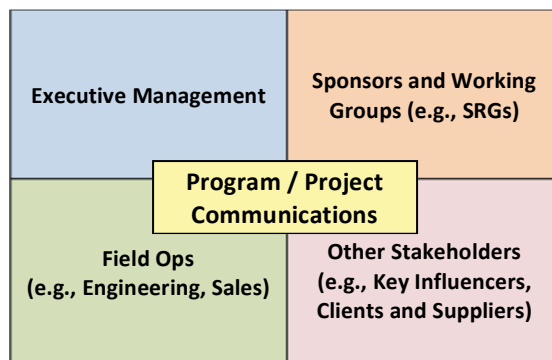 Executive Management
Sponsors and Working
Groups (e.g., SRGs)
Program / Project
Communications
Field Ops
(e.g., Engineering, Sales)
Other Stakeholders
(e.g., Key Influencers,
Clients and Suppliers)